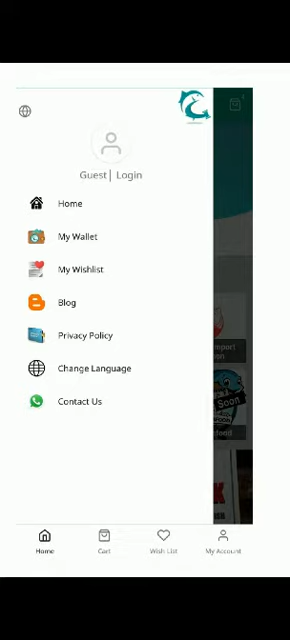 Guest| Login
Home
My Wallet
My Wishlist
Blog
Privacy Policy
Change Language
Contact Us
Soon
Home
Cart
Wish List
My Account